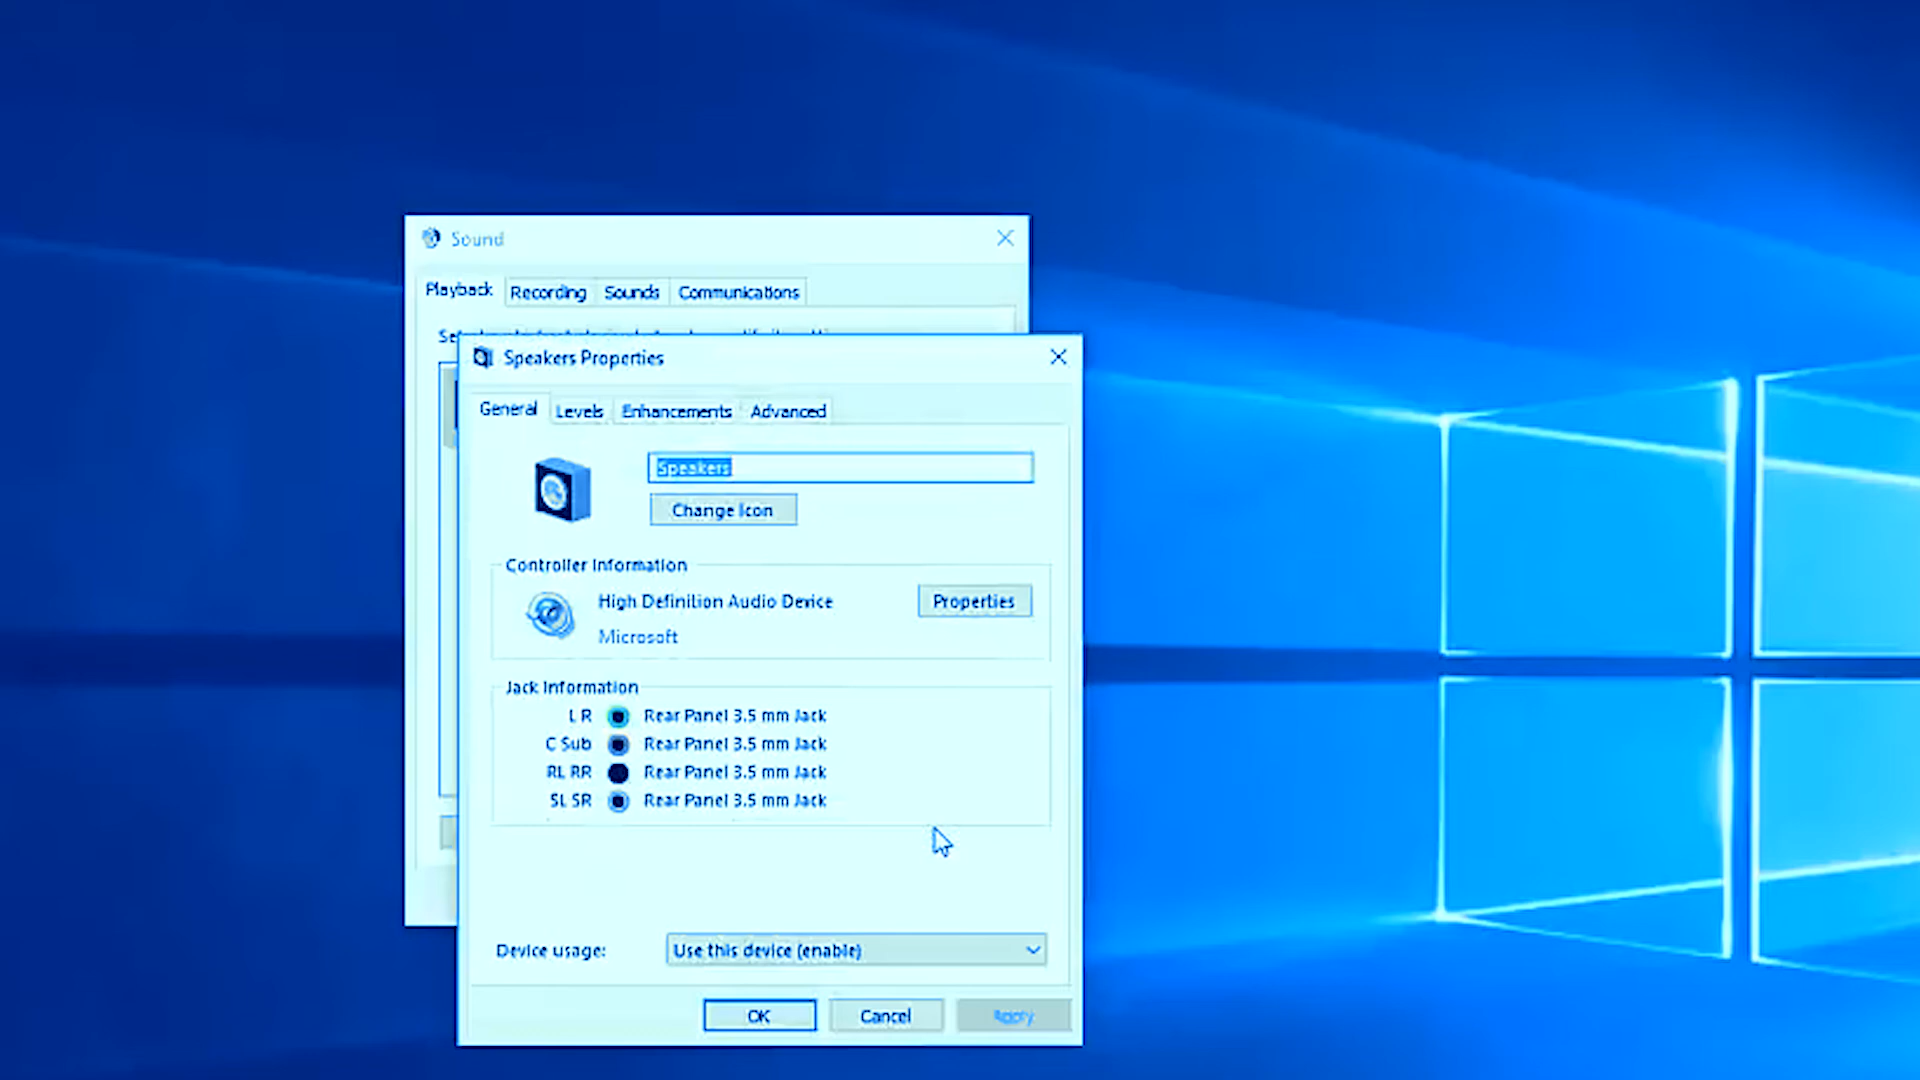 Sound
Playback Recording Sounds Communications
Speakers Properties
General Levels Enhancements Advanced
Speakers
Change Icon
Controller Information
High Definition Audio Device
Properties
Microsoft
Jack Information
L R Rear Panel 3.5 mm Jack
C Sub Rear Panel 3.5 mm Jack
RL RR Rear Panel 3.5 mm Jack
SL SR Rear Panel 3.5 mm Jack
Device usage: Use this device (enable)
OK Cancel Apply